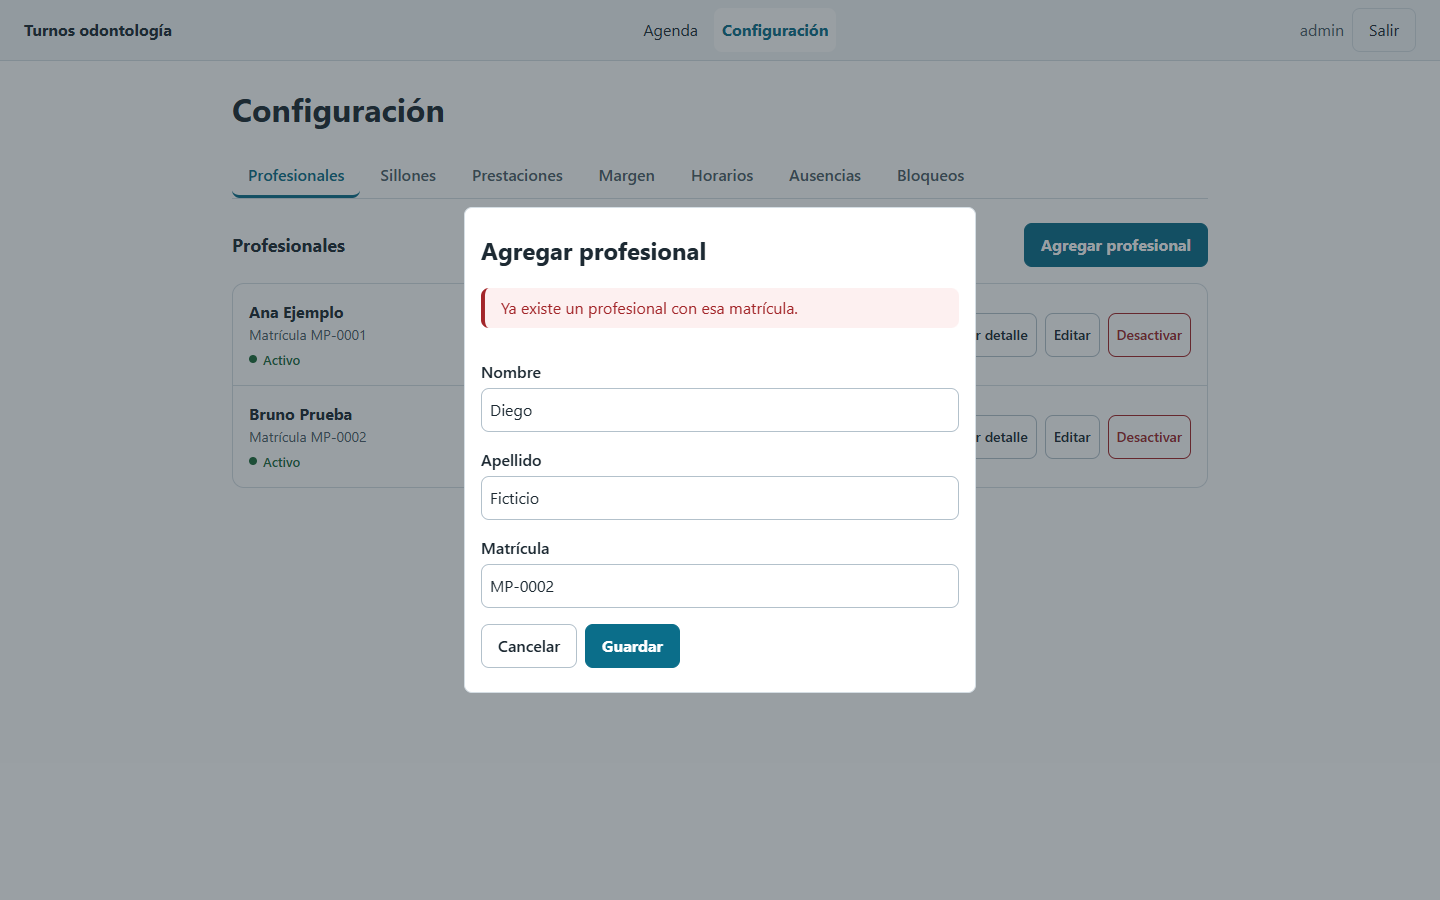 Turnos odontología
Agenda
Configuración
admin
Salir
Configuración
Profesionales
Sillones
Prestaciones
Margen
Horarios
Ausencias
Bloqueos
Profesionales
Agregar profesional
Ana Ejemplo
Matrícula MP-0001
Activo
detalle
Editar
Desactivar
Bruno Prueba
Matrícula MP-0002
Activo
detalle
Editar
Desactivar
Agregar profesional
Ya existe un profesional con esa matrícula.
Nombre
Diego
Apellido
Ficticio
Matrícula
MP-0002
Cancelar
Guardar